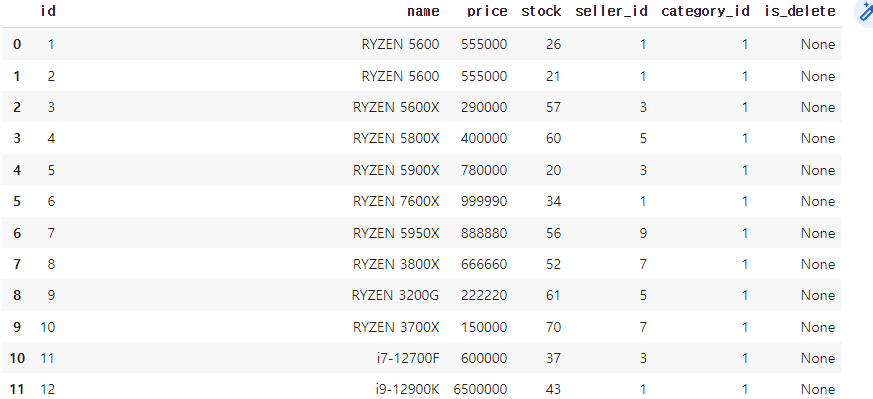 id name price stock seller_id category_id is_delete
0 1 RYZEN 5600 555000 26 1 1 None
1 2 RYZEN 5600 555000 21 1 1 None
2 3 RYZEN 5600X 290000 57 3 1 None
3 4 RYZEN 5800X 400000 60 5 1 None
4 5 RYZEN 5900X 780000 20 3 1 None
5 6 RYZEN 7600X 999990 34 1 1 None
6 7 RYZEN 5950X 888880 56 9 1 None
7 8 RYZEN 3800X 666660 52 7 1 None
8 9 RYZEN 3200G 222220 61 5 1 None
9 10 RYZEN 3700X 150000 70 7 1 None
10 11 i7-12700F 600000 37 3 1 None
11 12 i9-12900K 6500000 43 1 1 None